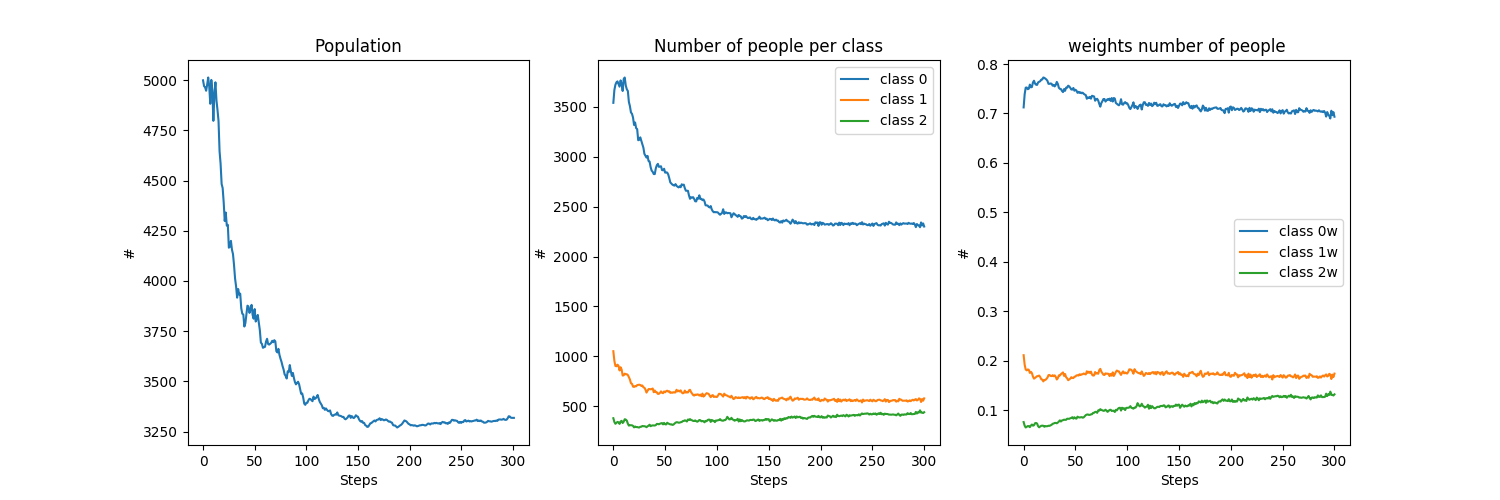 Population
5000
4750
4500
4250
4000
3750
3500
3250
#
0 50 100 150 200 250 300
Steps
Number of people per class
3500
3000
2500
2000
1500
1000
500
#
class 0
class 1
class 2
0 50 100 150 200 250 300
Steps
weights number of people
0.8
0.7
0.6
0.5
0.4
0.3
0.2
0.1
#
class 0w
class 1w
class 2w
0 50 100 150 200 250 300
Steps